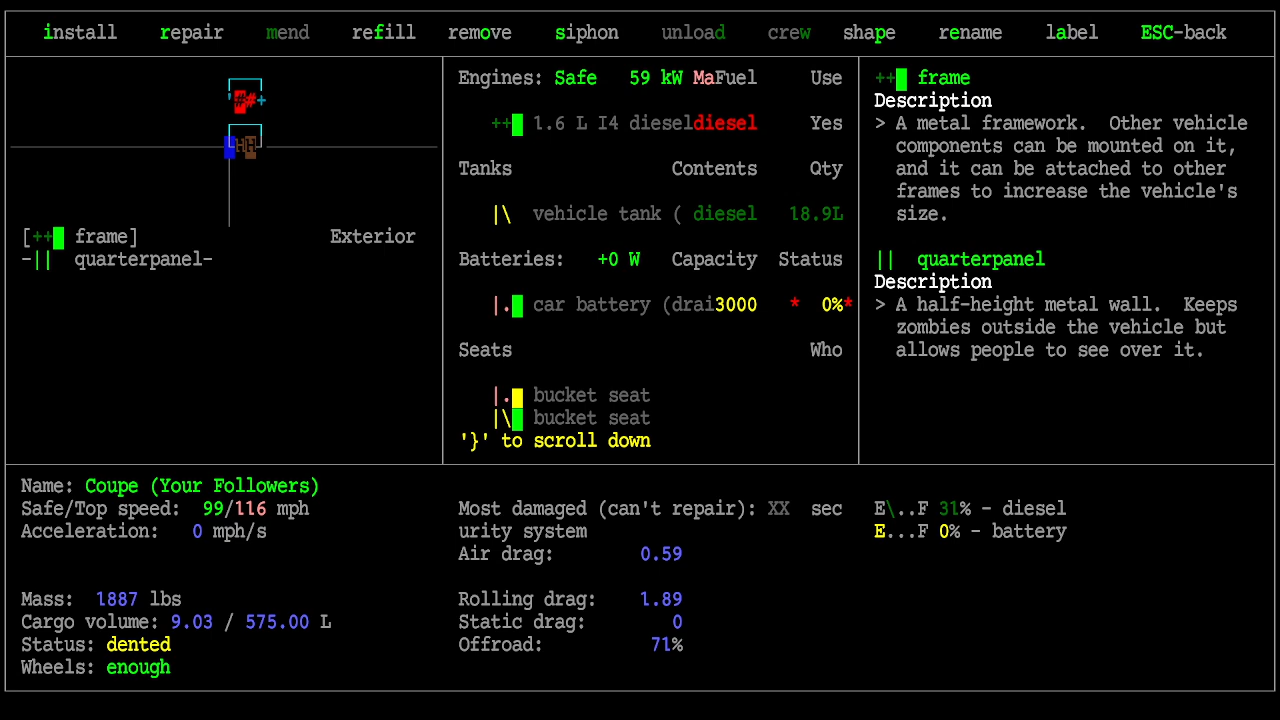 install repair mend refill remove siphon unload crew shape rename label ESC-back
[++ frame] Exterior
-|| quarterpanel-
Engines: Safe 59 kW MaFuel Use
++ 1.6 L I4 dieseldiesel Yes
Tanks Contents Qty
|\ vehicle tank ( diesel 18.9L
Batteries: +0 W Capacity Status
|. car battery (drai3000 * 0%*
Seats Who
|. bucket seat
|\ bucket seat
'}' to scroll down
++ frame
Description
> A metal framework. Other vehicle
components can be mounted on it,
and it can be attached to other
frames to increase the vehicle's
size.
|| quarterpanel
Description
> A half-height metal wall. Keeps
zombies outside the vehicle but
allows people to see over it.
Name: Coupe (Your Followers)
Safe/Top speed: 99/116 mph
Acceleration: 0 mph/s
Mass: 1887 lbs
Cargo volume: 9.03 / 575.00 L
Status: dented
Wheels: enough
Most damaged (can't repair): XX sec
urity system
Air drag: 0.59
Rolling drag: 1.89
Static drag: 0
Offroad: 71%
E\..F 31% - diesel
E...F 0% - battery